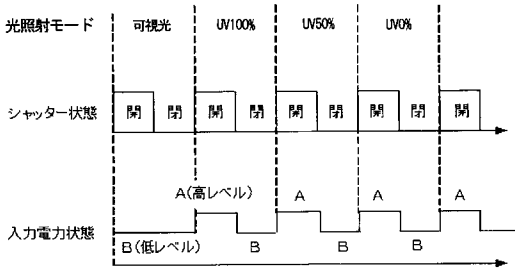 光照射モード 可視光 UV100% UV50% UV0%
シャッター状態 開 閉 開 閉 開 閉 開 閉 開
A(高レベル) A A A
入力電力状態
B(低レベル) B B B